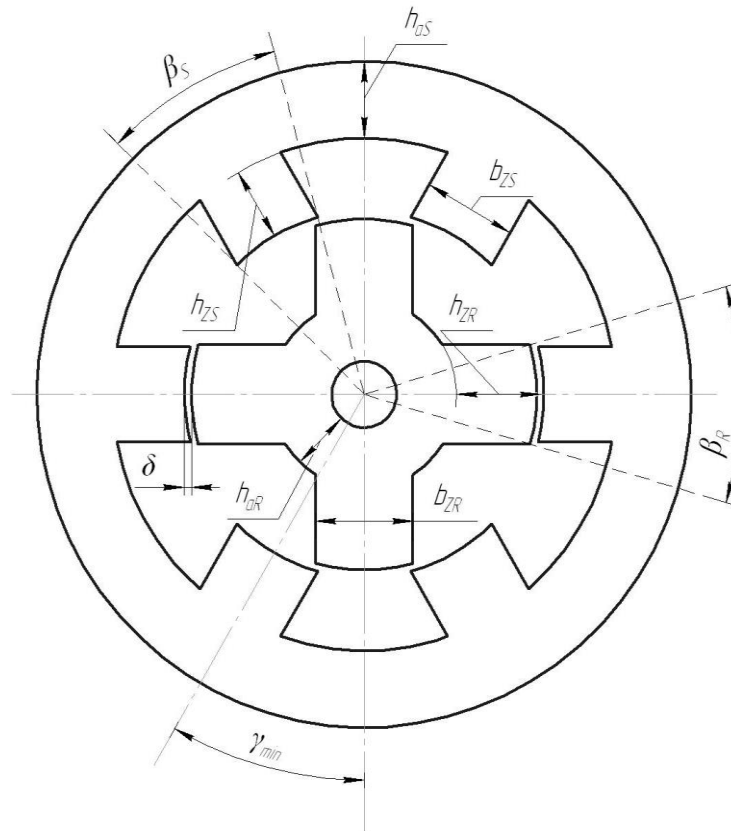 h_aS
β_S
b_ZS
h_ZS
h_ZR
β_R
δ
h_aR
b_ZR
γ_min